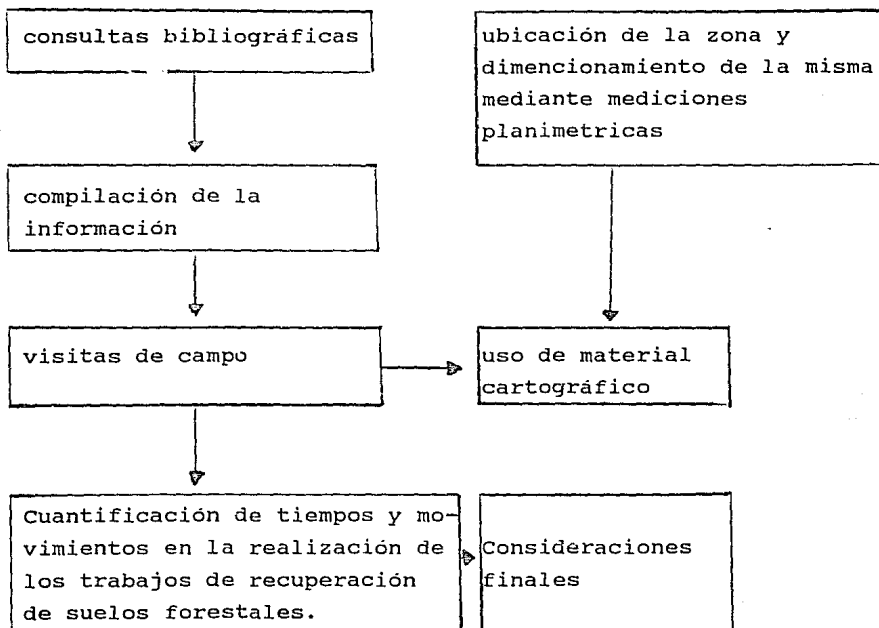 consultas bibliográficas
ubicación de la zona y
dimencionamiento de la misma
mediante mediciones
planimetricas
compilación de la
información
visitas de campo
uso de material
cartográfico
Cuantificación de tiempos y mo-
vimientos en la realización de
los trabajos de recuperación
de suelos forestales.
Consideraciones
finales